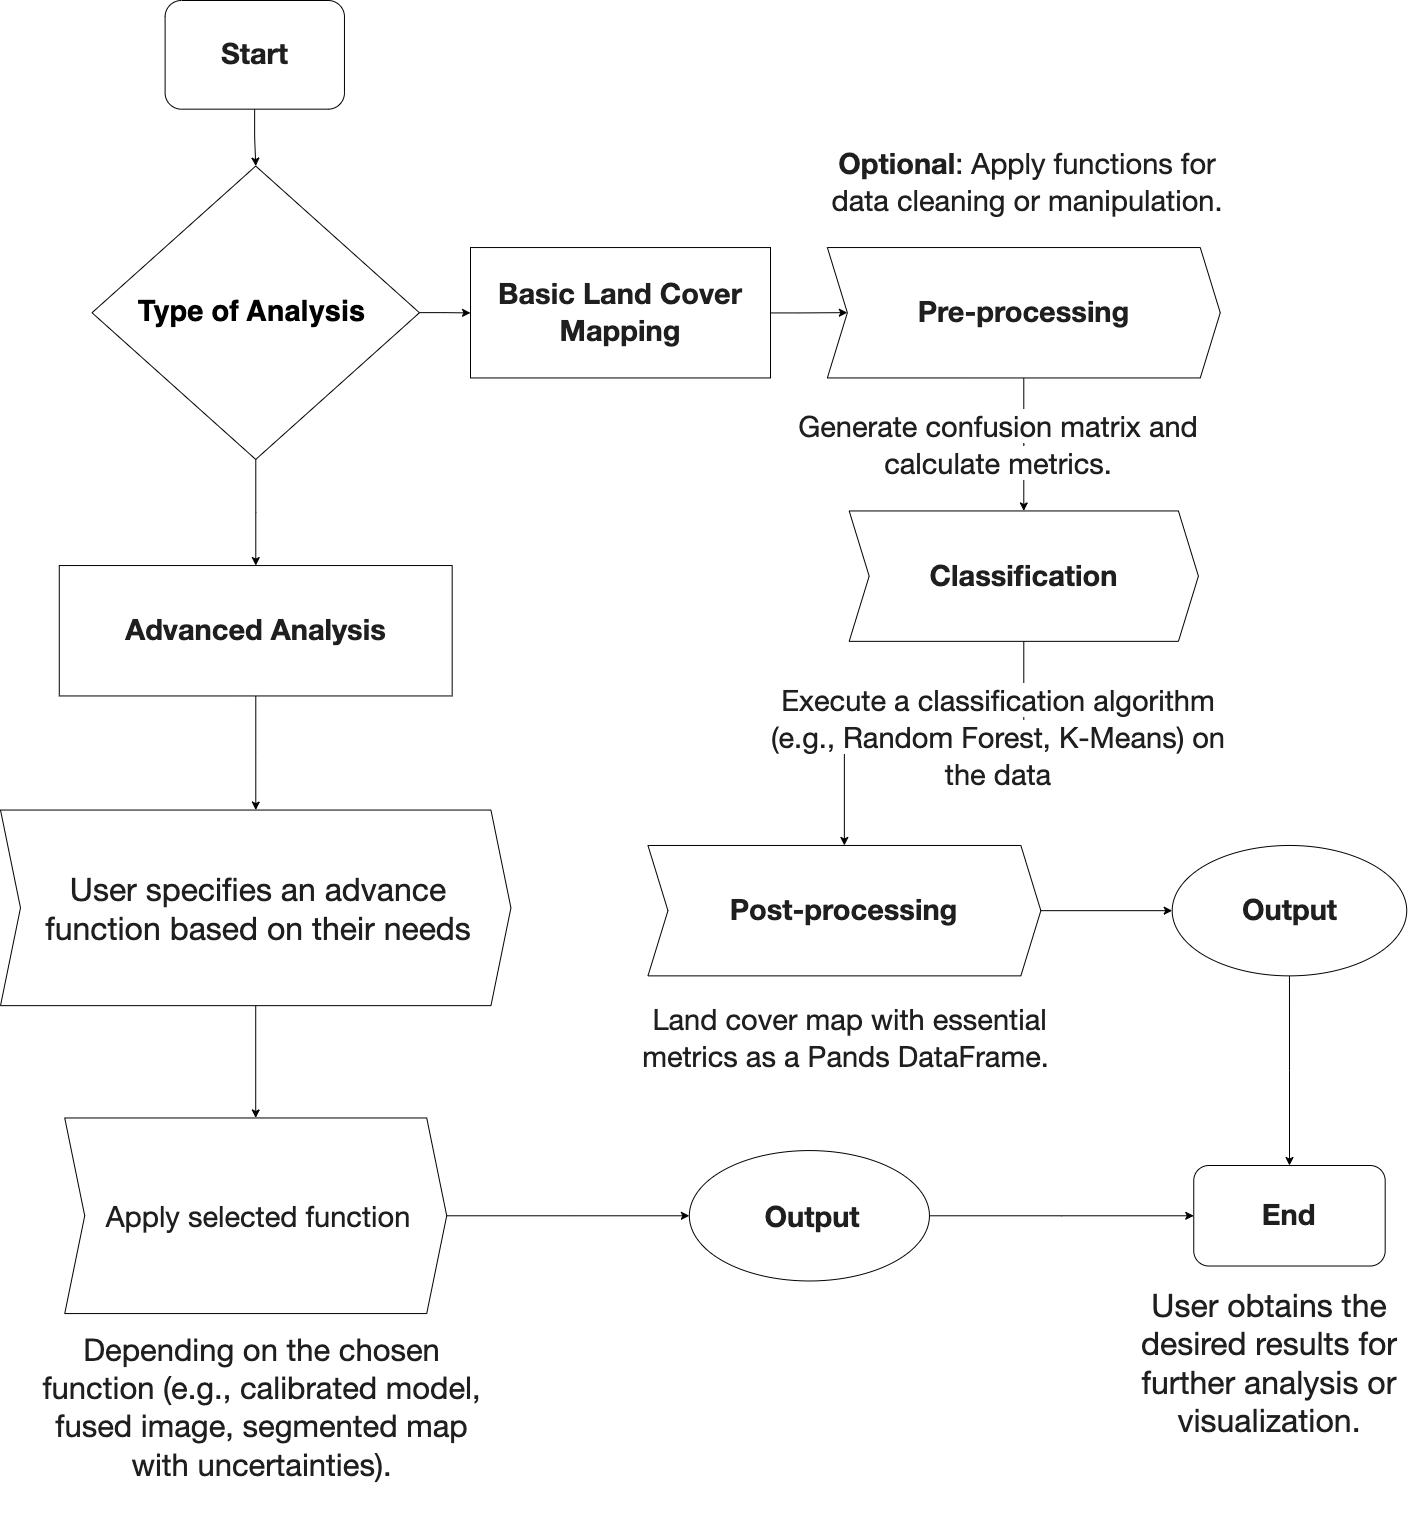 Start
Optional: Apply functions for
data cleaning or manipulation.
Type of Analysis
Basic Land Cover
Mapping
Pre-processing
Generate confusion matrix and
calculate metrics.
Classification
Advanced Analysis
Execute a classification algorithm
(e.g., Random Forest, K-Means) on
the data
User specifies an advance
function based on their needs
Post-processing
Output
Land cover map with essential
metrics as a Pands DataFrame.
Apply selected function
Output
End
Depending on the chosen
function (e.g., calibrated model,
fused image, segmented map
with uncertainties).
User obtains the
desired results for
further analysis or
visualization.